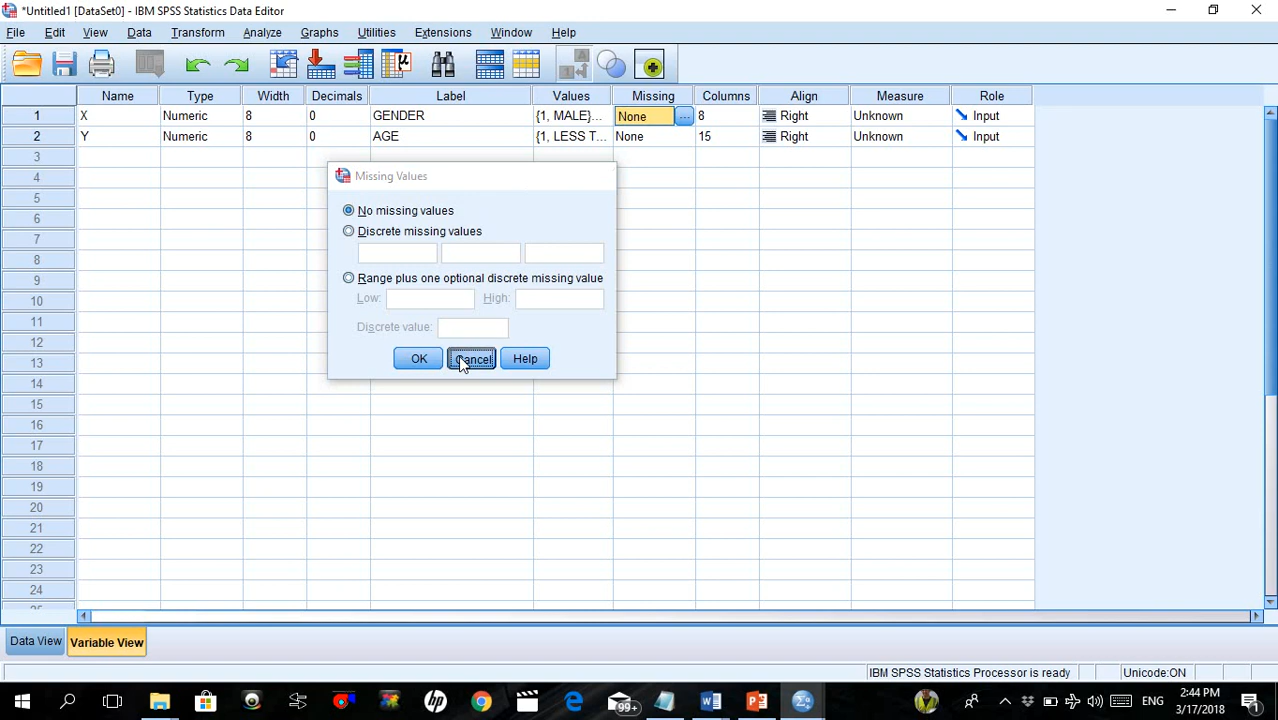 *Untitled1 [DataSet0] - IBM SPSS Statistics Data Editor
File Edit View Data Transform Analyze Graphs Utilities Extensions Window Help
Name Type Width Decimals Label Values Missing Columns Align Measure Role
1 X Numeric 8 0 GENDER {1, MALE}... None ... 8 Right Unknown Input
2 Y Numeric 8 0 AGE {1, LESS T... None 15 Right Unknown Input
3
4
Missing Values
5
No missing values
6
Discrete missing values
7
8
Range plus one optional discrete missing value
9
Low: High:
10
11
Discrete value:
12
OK Cancel Help
13
14
15
16
17
18
19
20
21
22
23
24
Data View Variable View
IBM SPSS Statistics Processor is ready Unicode:ON
99+ ENG 2:44 PM
3/17/2018